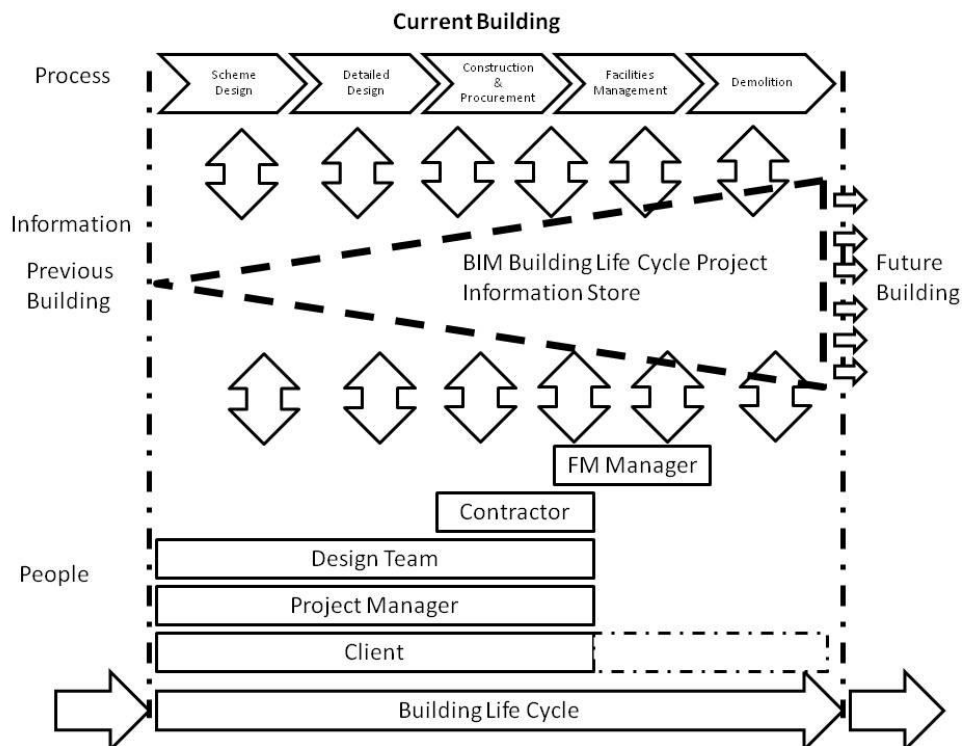 Current Building
Process
Scheme
Design
Detailed
Design
Construction
&
Procurement
Facilities
Management
Demolition
Information
Previous
Building
BIM Building Life Cycle Project
Information Store
Future
Building
FM Manager
Contractor
Design Team
People
Project Manager
Client
Building Life Cycle